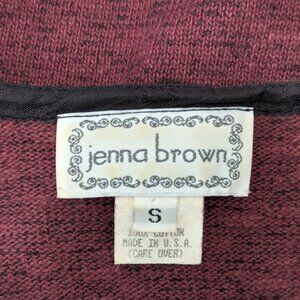 jenna brown
S
100% COTTON
MADE IN U.S.A.
(CARE OVER)